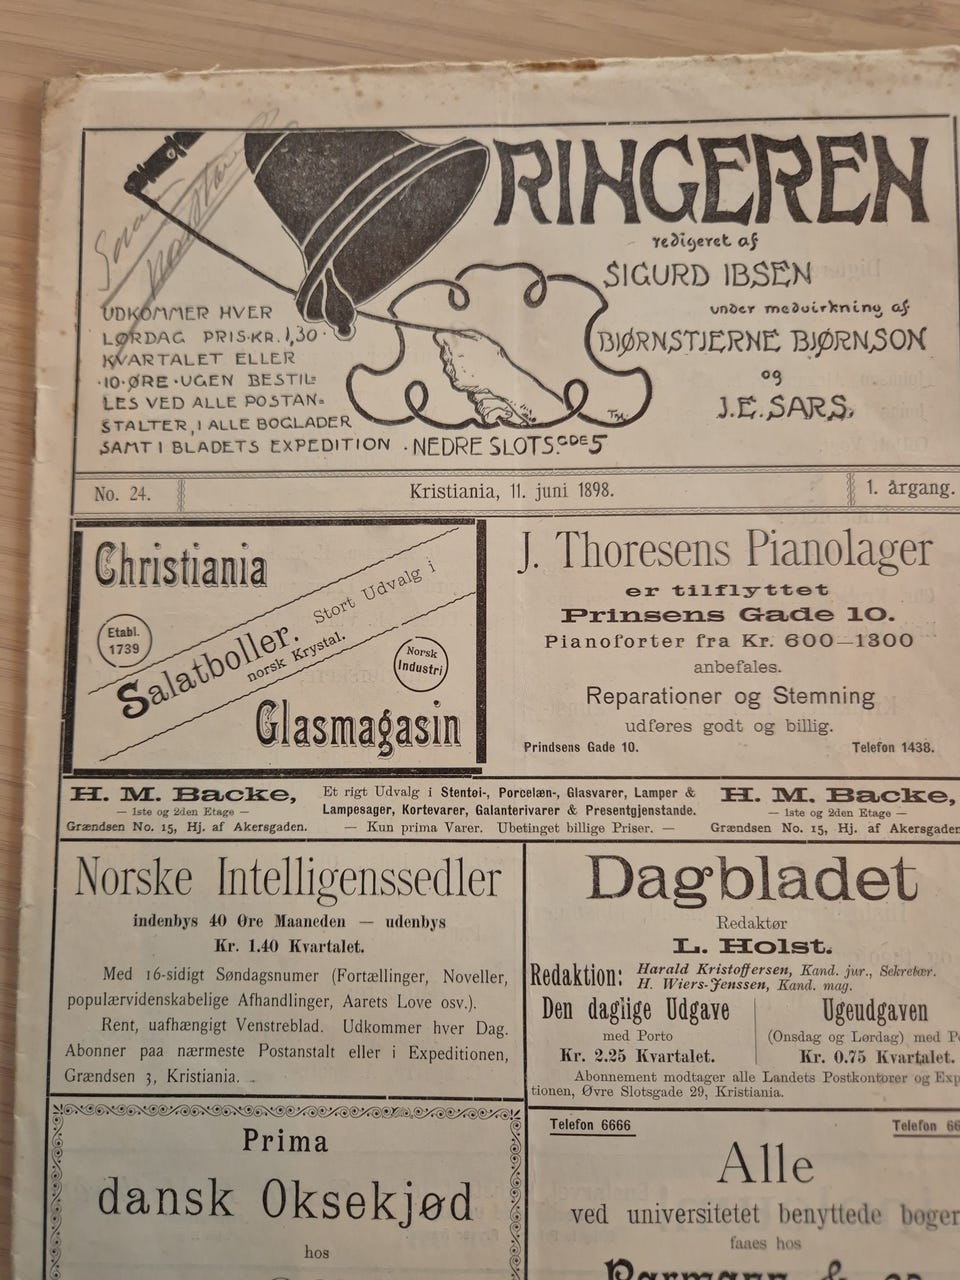 RINGEREN
redigeret af
SIGURD IBSEN
under medvirkning af
BJØRNSTJERNE BJØRNSON
og
J.E. SARS.
UDKOMMER HVER
LØRDAG PRIS·KR. 1,30·
KVARTALET ELLER
·10·ØRE·UGEN BESTIL=
LES VED ALLE POSTAN=
STALTER, I ALLE BOGLADER
SAMT I BLADETS EXPEDITION · NEDRE SLOTS.GDE 5
No. 24.
Kristiania, 11. juni 1898.
1. årgang.
Christiania
Etabl.
1739
Stort Udvalg i
Salatboller.
norsk Krystal.
Norsk
Industri
Glasmagasin
J. Thoresens Pianolager
er tilflyttet
Prinsens Gade 10.
Pianoforter fra Kr. 600—1300
anbefales.
Reparationer og Stemning
udføres godt og billig.
Prindsens Gade 10. Telefon 1438.
H. M. Backe,
— 1ste og 2den Etage —
Grændsen No. 15, Hj. af Akersgaden.
Et rigt Udvalg i Stentøi-, Porcelæn-, Glasvarer, Lamper &
Lampesager, Kortevarer, Galanterivarer & Presentgjenstande.
— Kun prima Varer. Ubetinget billige Priser. —
H. M. Backe,
— 1ste og 2den Etage —
Grændsen No. 15, Hj. af Akersgaden
Norske Intelligenssedler
indenbys 40 Øre Maaneden — udenbys
Kr. 1.40 Kvartalet.
Med 16-sidigt Søndagsnumer (Fortællinger, Noveller,
populærvidenskabelige Afhandlinger, Aarets Love osv.).
Rent, uafhængigt Venstreblad. Udkommer hver Dag.
Abonner paa nærmeste Postanstalt eller i Expeditionen,
Grændsen 3, Kristiania.
Dagbladet
Redaktør
L. Holst.
Redaktion: Harald Kristoffersen, Kand. jur., Sekretær.
H. Wiers-Jenssen, Kand. mag.
Den daglige Udgave
med Porto
Kr. 2.25 Kvartalet.
Ugeudgaven
(Onsdag og Lørdag) med
Kr. 0.75 Kvartalet.
Abonnement modtager alle Landets Postkontorer og Exp
tionen, Øvre Slotsgade 29, Kristiania.
Prima
dansk Oksekjød
hos
Telefon 6666
Telefon 66
Alle
ved universitetet benyttede bøger
faaes hos